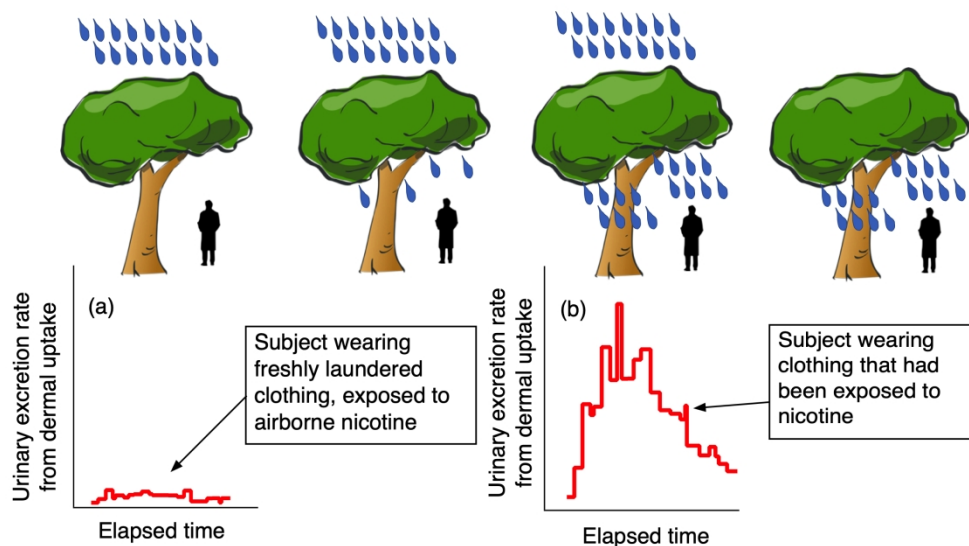 (a)
Urinary excretion rate
from dermal uptake
Subject wearing
freshly laundered
clothing, exposed to
airborne nicotine
Elapsed time
(b)
Urinary excretion rate
from dermal uptake
Subject wearing
clothing that had
been exposed to
nicotine
Elapsed time